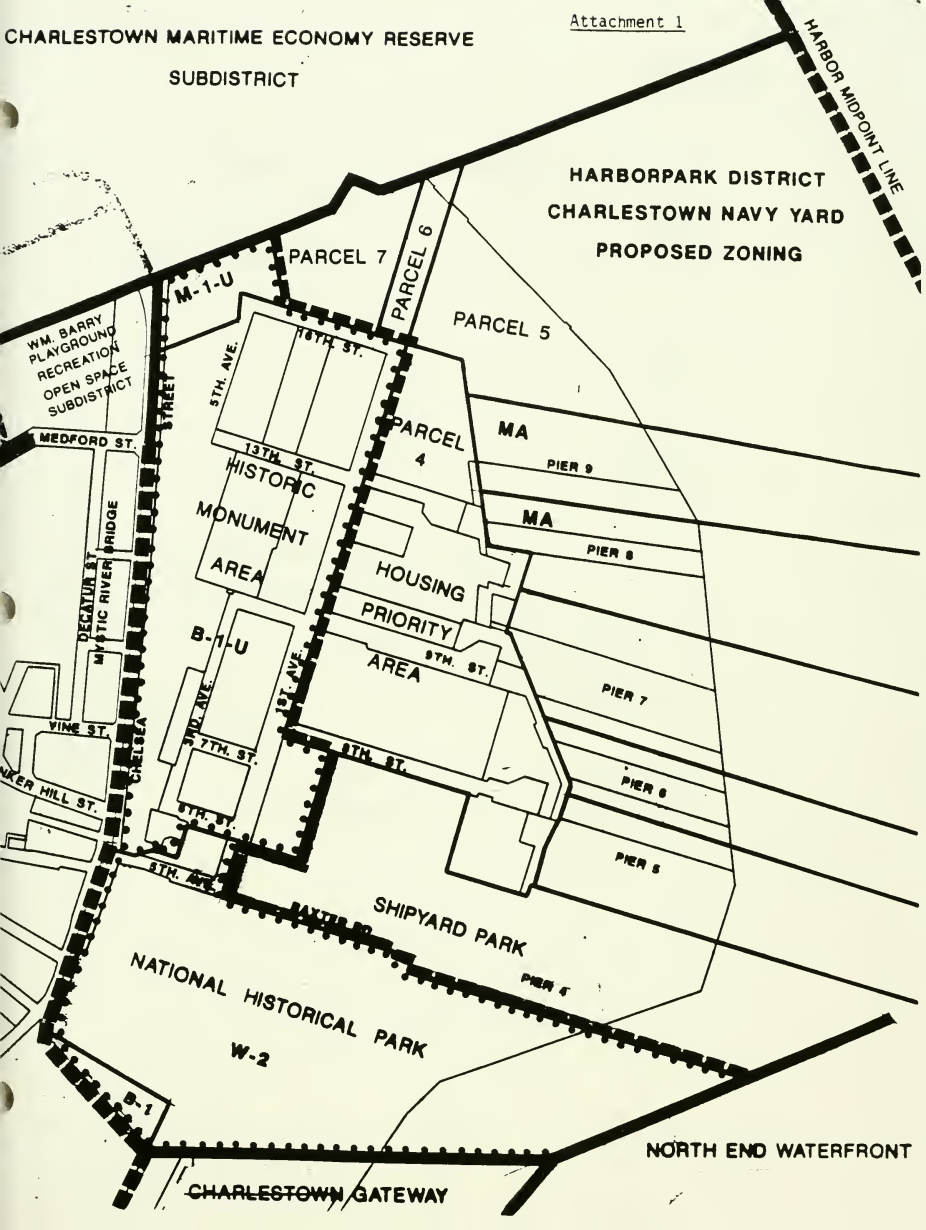 Attachment 1
CHARLESTOWN MARITIME ECONOMY RESERVE
SUBDISTRICT
HARBOR MIDPOINT LINE
HARBORPARK DISTRICT
CHARLESTOWN NAVY YARD
PROPOSED ZONING
PARCEL 7
PARCEL 6
M-1-U
PARCEL 5
WM. BARRY
PLAYGROUND
RECREATION
OPEN SPACE
SUBDISTRICT
16TH ST.
5TH. AVE.
STREET
MEDFORD ST.
PARCEL
4
MA
PIER 9
13TH. ST.
HISTORIC
MONUMENT
AREA
MA
PIER 8
DECATUR ST.
MYSTIC RIVER BRIDGE
HOUSING
PRIORITY
AREA
9TH. ST.
B-1-U
1ST. AVE.
3RD. AVE.
PIER 7
CHELSEA
VINE ST.
7TH. ST.
8TH. ST.
NKER HILL ST.
PIER 6
6TH. ST.
PIER 5
5TH. AVE.
BAXTER RD
SHIPYARD PARK
PIER 4
NATIONAL HISTORICAL PARK
W-2
B-1
NORTH END WATERFRONT
CHARLESTOWN GATEWAY